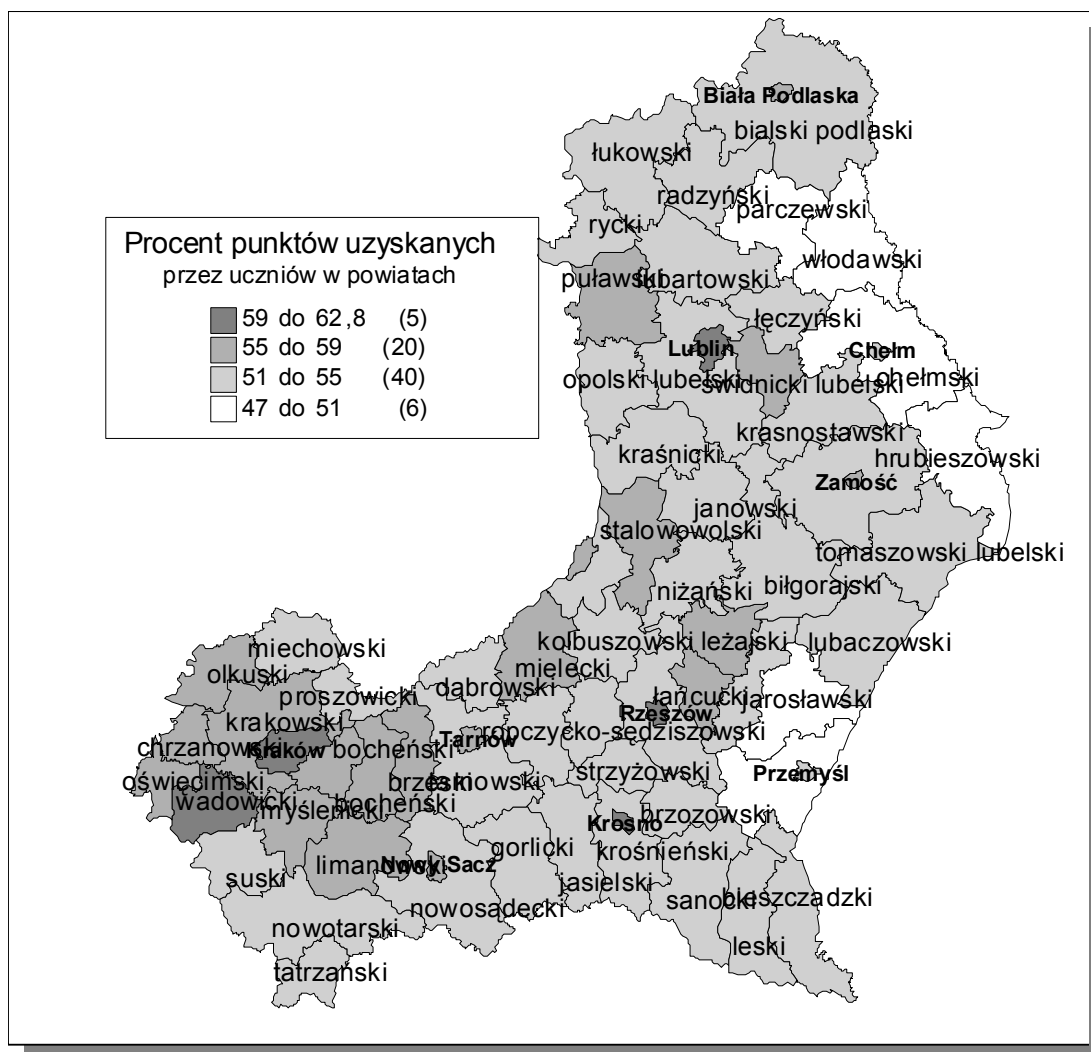 Biała Podlaska
bialski podlaski
łukowski
radzyński
parczewski
rycki
włodawski
Procent punktów uzyskanych
przez uczniów w powiatach
59 do 62,8 (5)
55 do 59 (20)
51 do 55 (40)
47 do 51 (6)
puławski
lubartowski
łęczyński
Lublin
Chełm
chełmski
opolski lubelski
świdnicki lubelski
krasnostawski
kraśnicki
hrubieszowski
Zamość
janowski
stalowowolski
tomaszowski lubelski
biłgorajski
niżański
kolbuszowski
leżajski
lubaczowski
miechowski
mielecki
olkuski
dąbrowski
proszowicki
łańcucki
jarosławski
krakowski
Rzeszów
ropczycko-sędziszowski
Tarnów
chrzanowski
Kraków
bocheński
Przemyśl
oświęcimski
brzeski
tarnowski
strzyżowski
wadowicki
myślenicki
bocheński
Krosno
brzozowski
gorlicki
krośnieński
limanowski
Nowy Sącz
suski
jasielski
sanocki
bieszczadzki
nowosądecki
nowotarski
leski
tatrzański